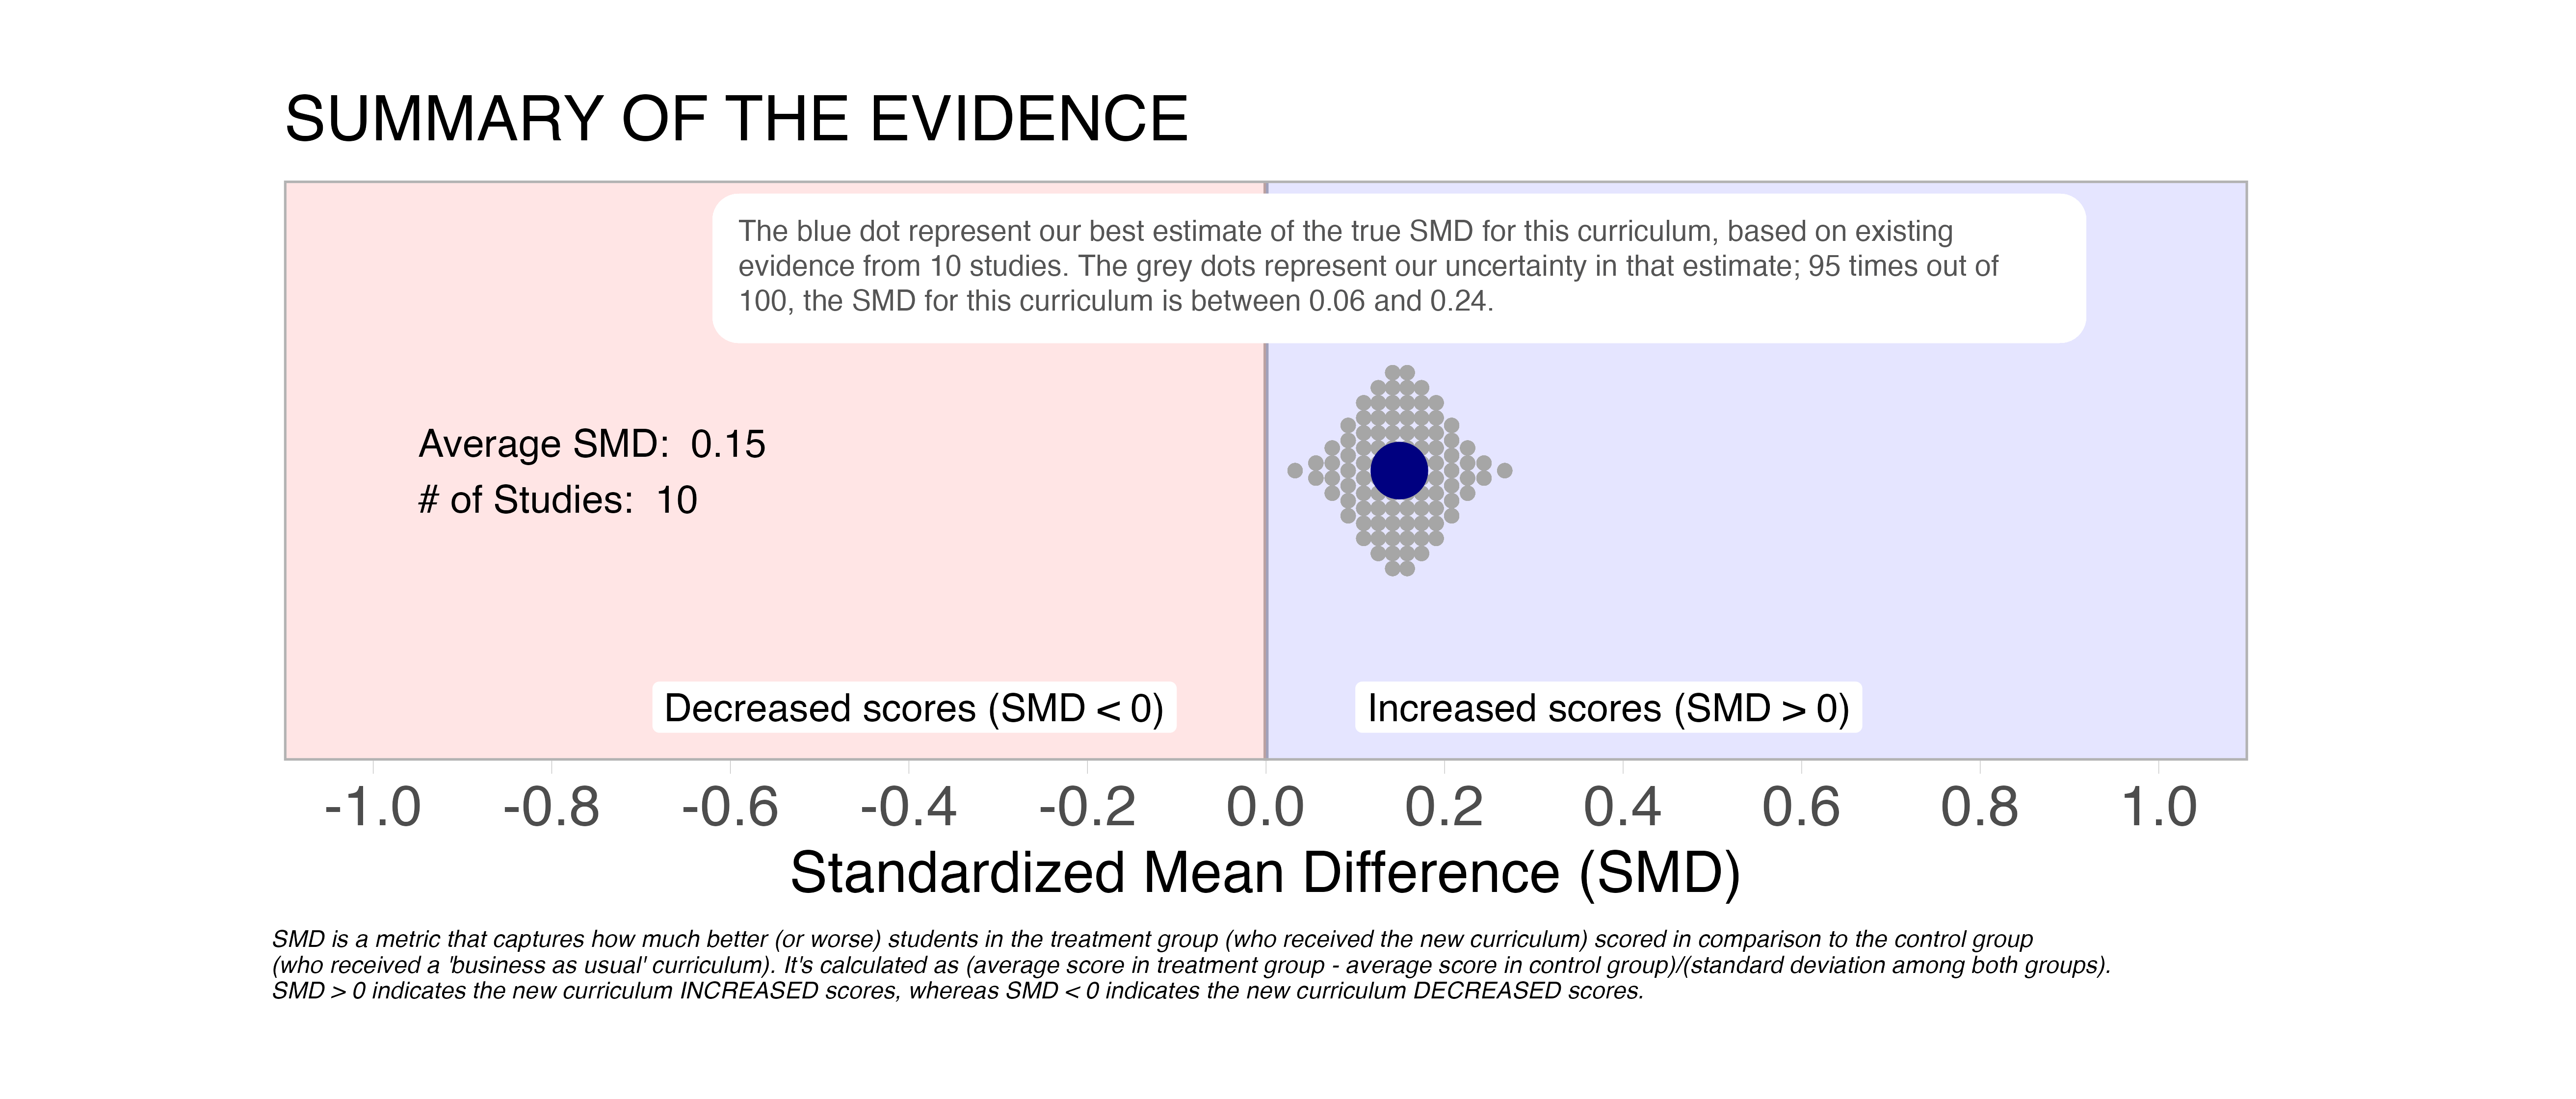 SUMMARY OF THE EVIDENCE
The blue dot represent our best estimate of the true SMD for this curriculum, based on existing
evidence from 10 studies. The grey dots represent our uncertainty in that estimate; 95 times out of
100, the SMD for this curriculum is between 0.06 and 0.24.
Average SMD:  0.15
# of Studies:  10
Decreased scores (SMD < 0)
Increased scores (SMD > 0)
-1.0 -0.8 -0.6 -0.4 -0.2 0.0 0.2 0.4 0.6 0.8 1.0
Standardized Mean Difference (SMD)
SMD is a metric that captures how much better (or worse) students in the treatment group (who received the new curriculum) scored in comparison to the control group
(who received a 'business as usual' curriculum). It's calculated as (average score in treatment group - average score in control group)/(standard deviation among both groups).
SMD > 0 indicates the new curriculum INCREASED scores, whereas SMD < 0 indicates the new curriculum DECREASED scores.